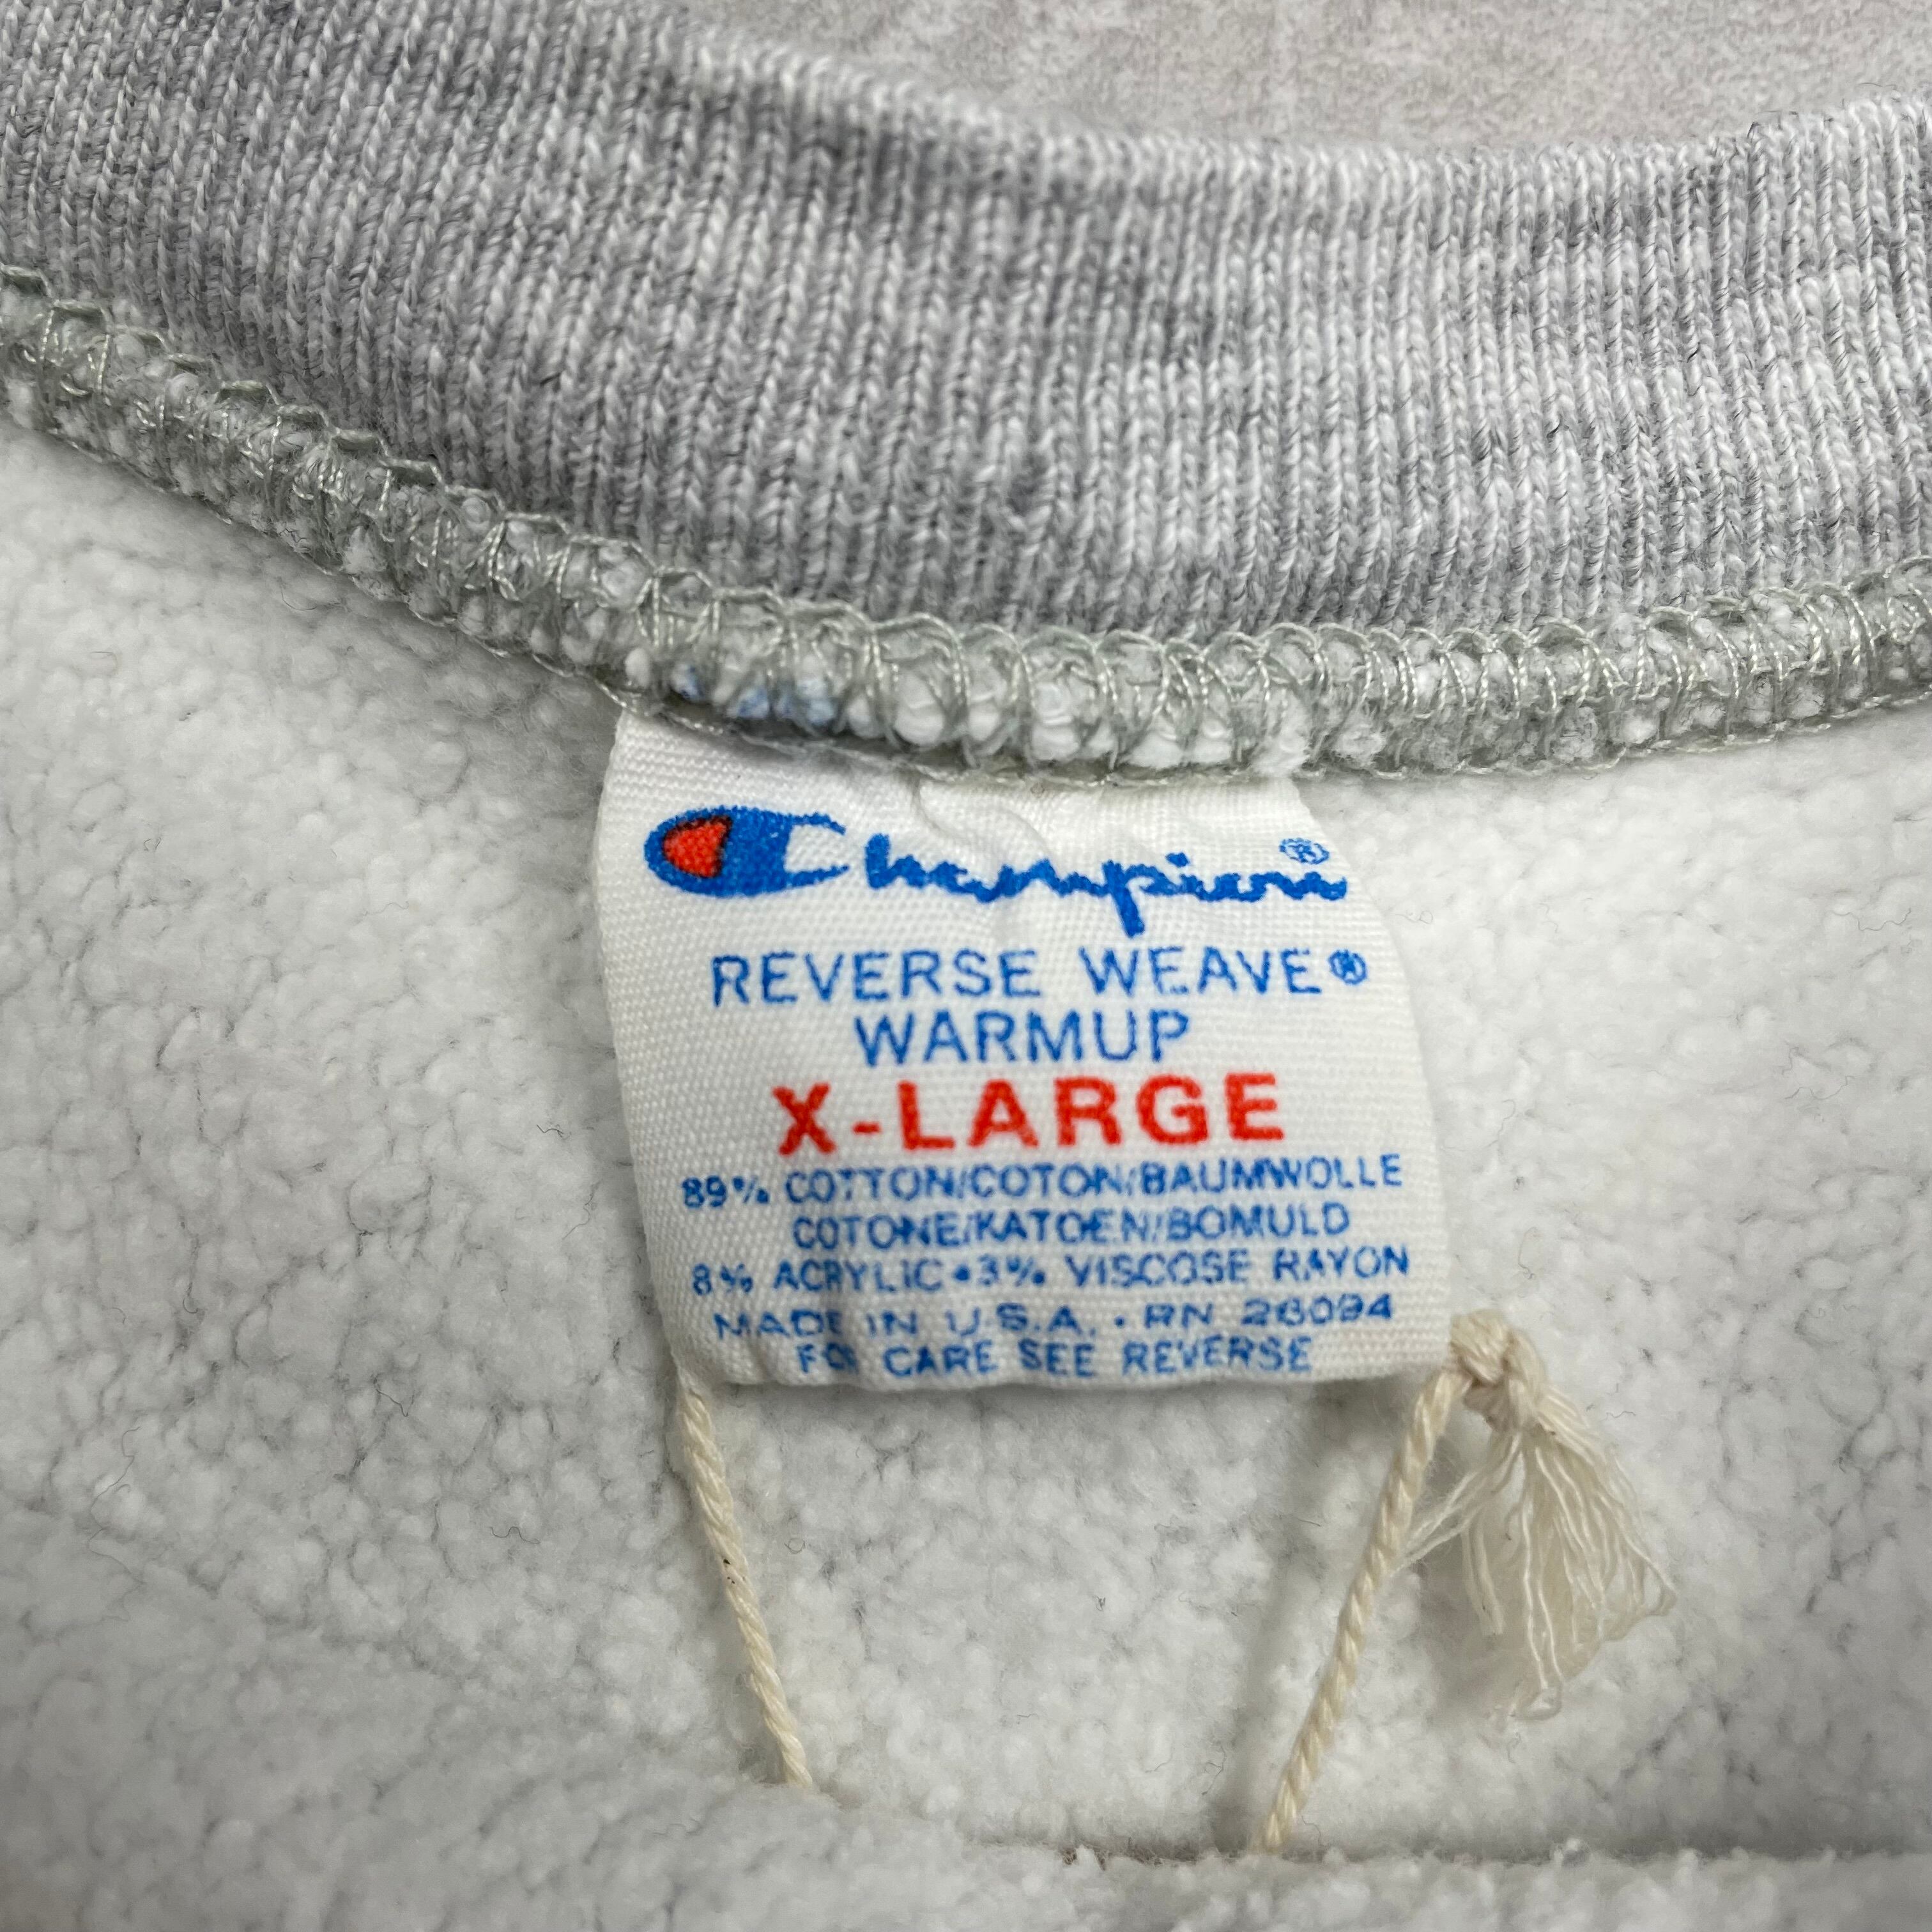 Champion®
REVERSE WEAVE®
WARMUP
X-LARGE
89% COTTON/COTON/BAUMWOLLE
COTONE/KATOEN/BOMULD
8% ACRYLIC•3% VISCOSE RAYON
MADE IN U.S.A. • RN 26094
FOR CARE SEE REVERSE